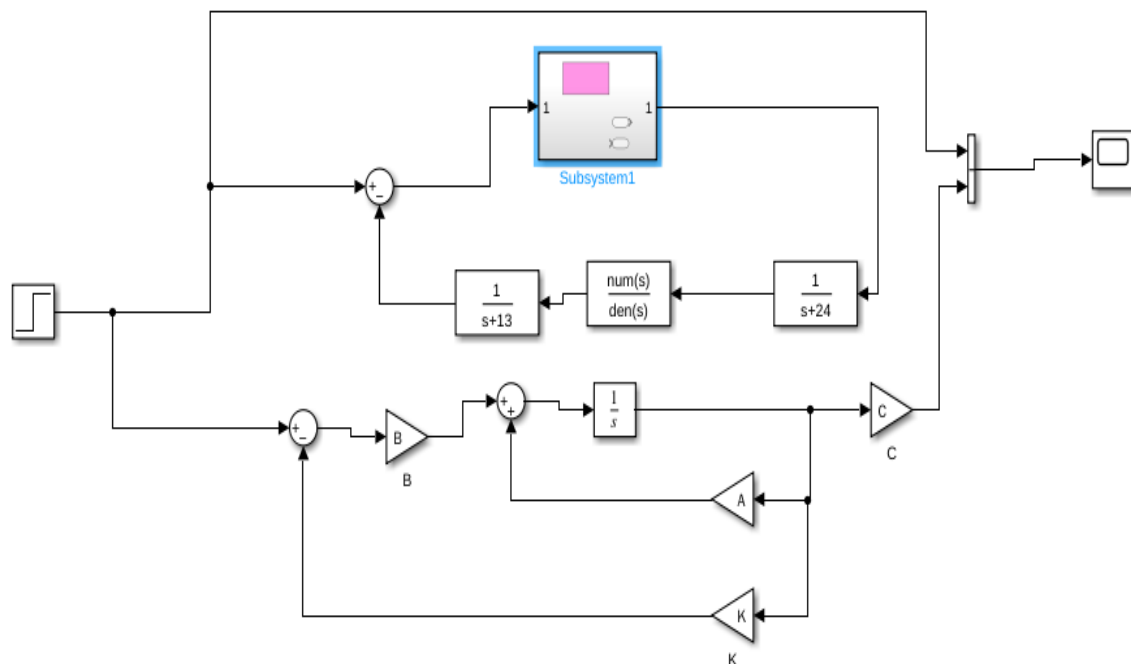 1
1
Subsystem1
+
−
1
s+13
num(s)
den(s)
1
s+24
+
−
B
B
+
+
1
s
C
C
A
K
K